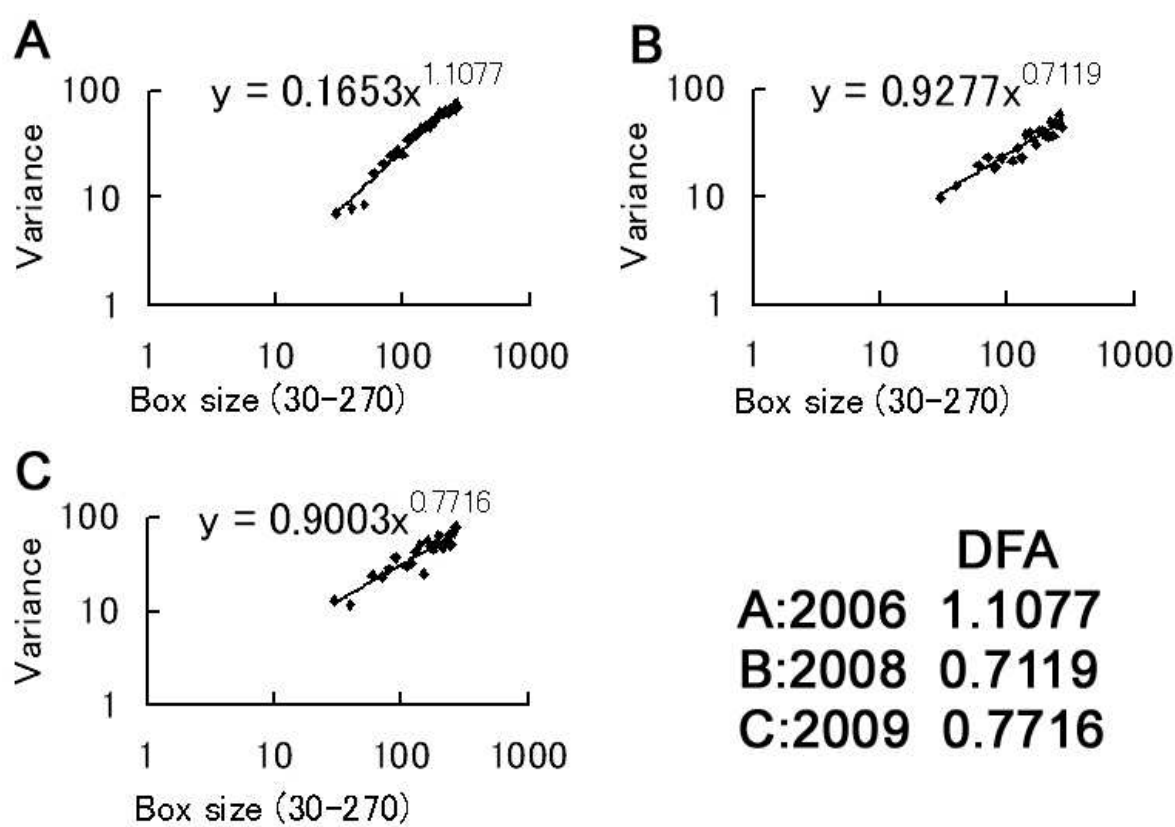 A
y = 0.1653x^1.1077
100
10
1
Variance
1 10 100 1000
Box size (30-270)
B
y = 0.9277x^0.7119
100
10
1
Variance
1 10 100 1000
Box size (30-270)
C
y = 0.9003x^0.7716
100
10
1
Variance
1 10 100 1000
Box size (30-270)
DFA
A:2006 1.1077
B:2008 0.7119
C:2009 0.7716